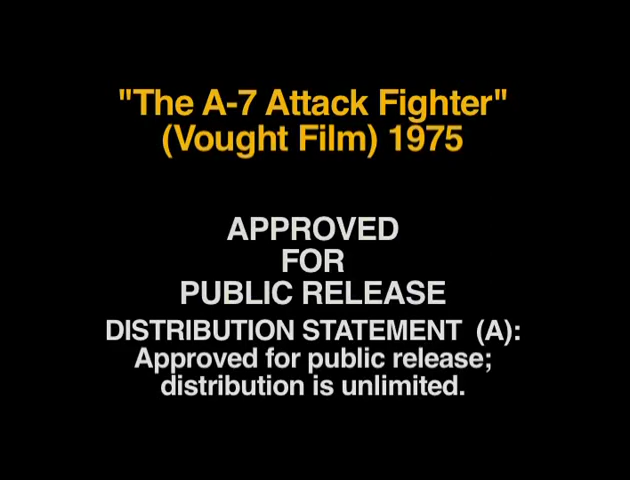 "The A-7 Attack Fighter"
(Vought Film) 1975
APPROVED
FOR
PUBLIC RELEASE
DISTRIBUTION STATEMENT (A):
Approved for public release;
distribution is unlimited.